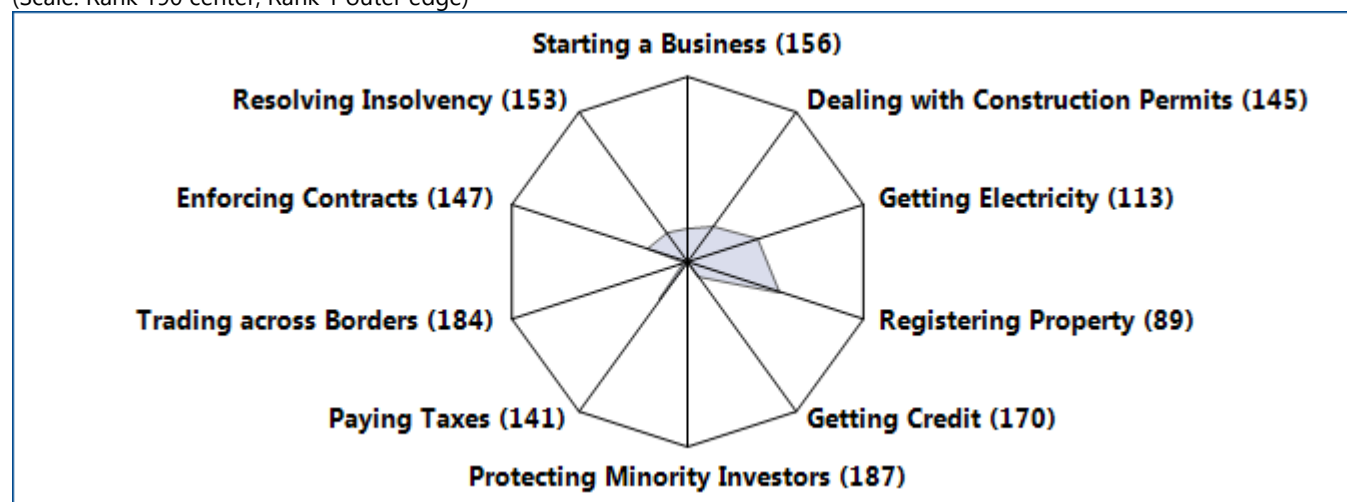 (Scale: Rank 190 center, Rank 1 outer edge)
Starting a Business (156)
Resolving Insolvency (153)
Dealing with Construction Permits (145)
Enforcing Contracts (147)
Getting Electricity (113)
Trading across Borders (184)
Registering Property (89)
Paying Taxes (141)
Getting Credit (170)
Protecting Minority Investors (187)